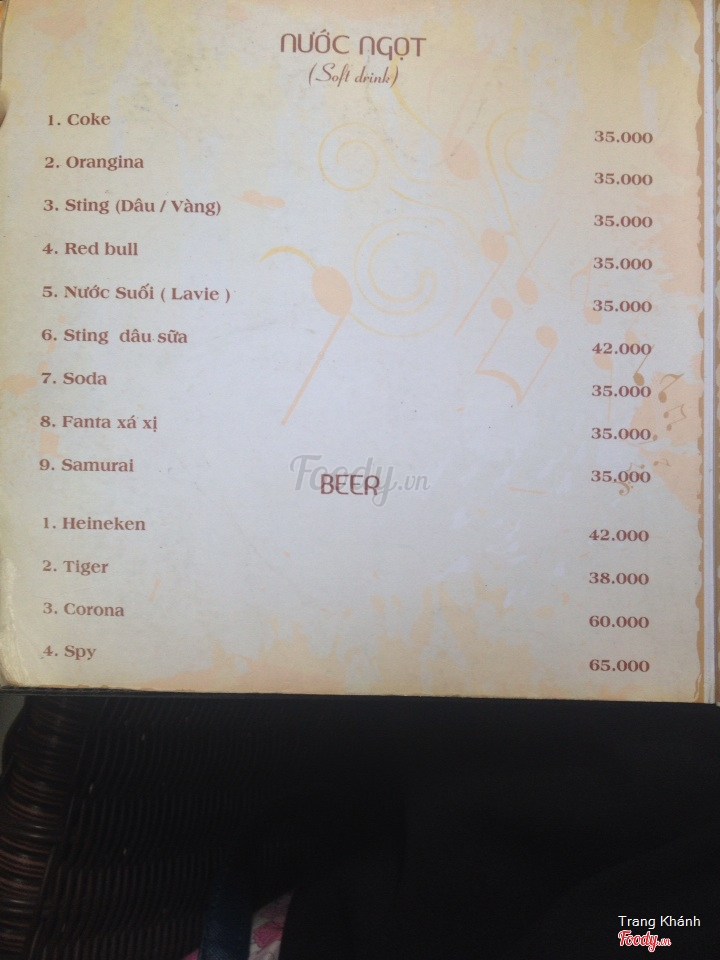 NƯỚC NGỌT
(Soft drink)
1. Coke 35.000
2. Orangina 35.000
3. Sting (Dâu / Vàng) 35.000
4. Red bull 35.000
5. Nước Suối ( Lavie ) 35.000
6. Sting dâu sữa 42.000
7. Soda 35.000
8. Fanta xá xị 35.000
9. Samurai 35.000
Foody.vn
BEER
1. Heineken 42.000
2. Tiger 38.000
3. Corona 60.000
4. Spy 65.000
Trang Khánh
Foody.vn